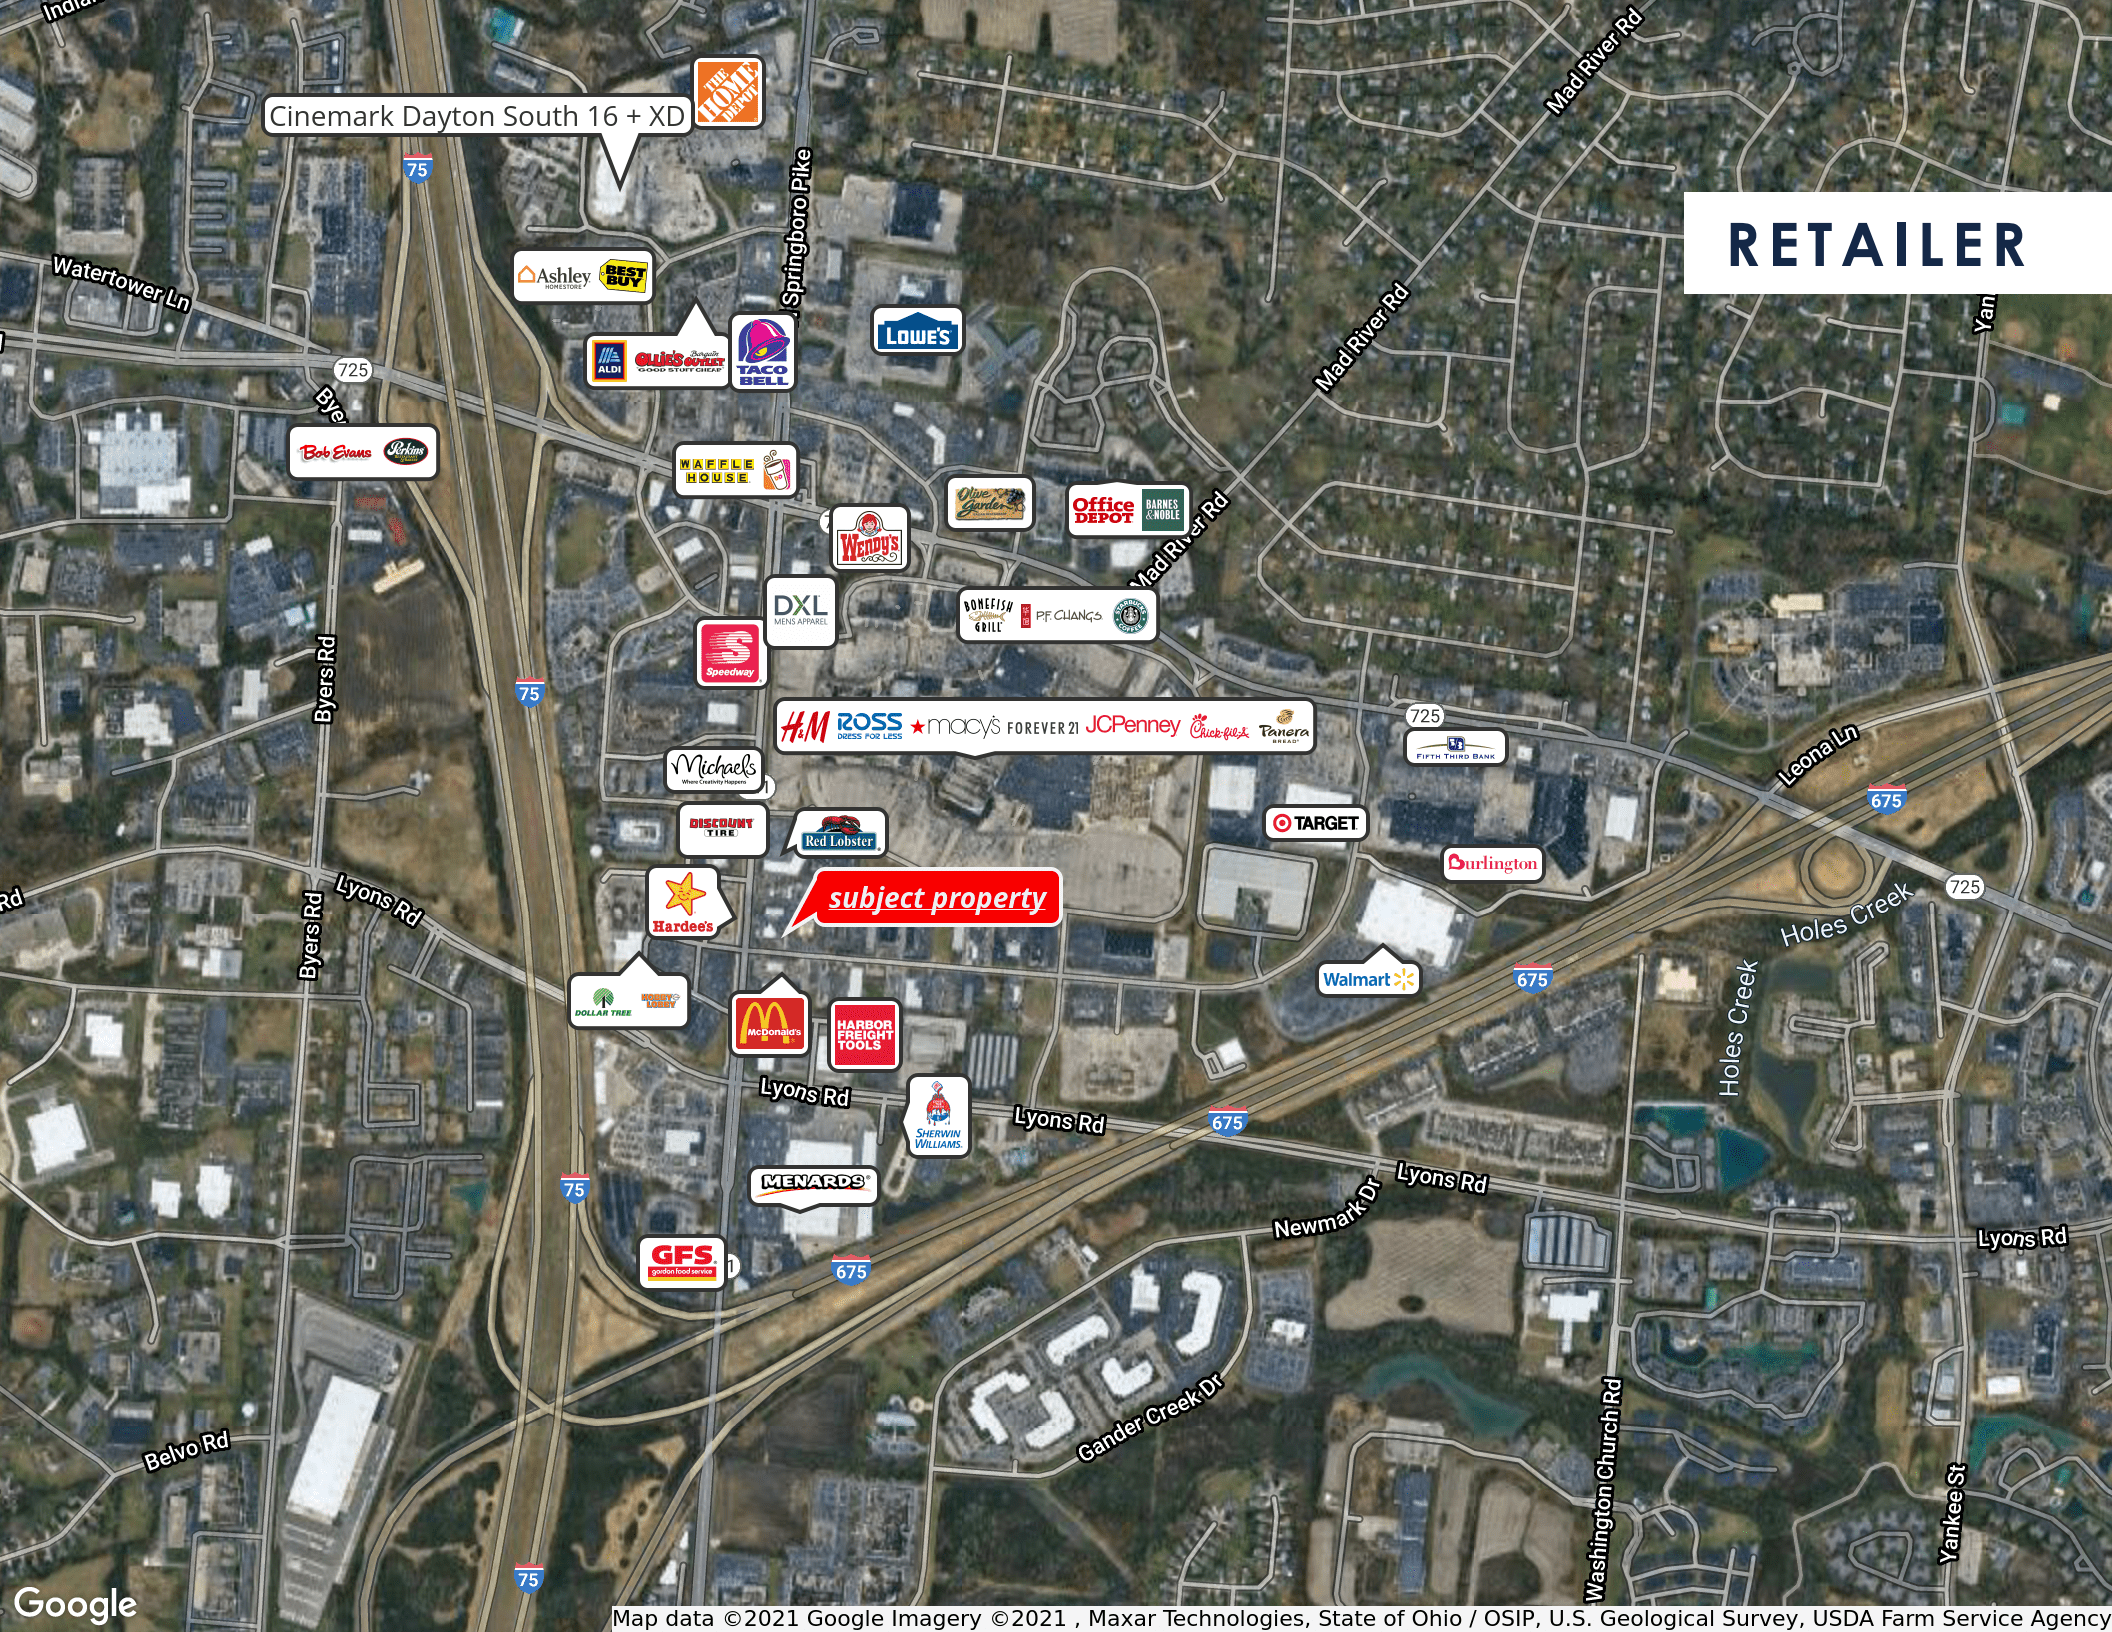 Cinemark Dayton South 16 + XD
THE
HOME
DEPOT
75
Mad River Rd
Springboro Pike
RETAILER
Watertower Ln
Ashley
HOMESTORE
BEST
BUY
Mad River Rd
LOWE'S
ALDI
OLLIE'S Bargain OUTLET
GOOD STUFF CHEAP
TACO
BELL
725
Bob Evans
Perkins
WAFFLE
HOUSE
Olive
Garden
Office
DEPOT
BARNES
&NOBLE
Mad River Rd
WENDY'S
DXL
MENS APPAREL
BONEFISH
GRILL
P.F. CHANG'S
STARBUCKS
COFFEE
Speedway
Byers Rd
75
H&M
ROSS
DRESS FOR LESS
macy's
FOREVER 21
JCPenney
Chick-fil-A
Panera
BREAD
725
FIFTH THIRD BANK
Leona Ln
675
Michaels
Where Creativity Happens
1
DISCOUNT
TIRE
Red Lobster
TARGET
Burlington
Lyons Rd
Byers Rd
Hardee's
subject property
725
Holes Creek
Holes Creek
675
Walmart
DOLLAR TREE
HOBBY
LOBBY
McDonald's
HARBOR
FREIGHT
TOOLS
Lyons Rd
SHERWIN
WILLIAMS
Lyons Rd
675
Lyons Rd
75
MENARDS
Newmark Dr
Lyons Rd
GFS
gordon food service
1
675
Gander Creek Dr
Washington Church Rd
Belvo Rd
Yankee St
75
Google
Map data ©2021 Google Imagery ©2021 , Maxar Technologies, State of Ohio / OSIP, U.S. Geological Survey, USDA Farm Service Agency